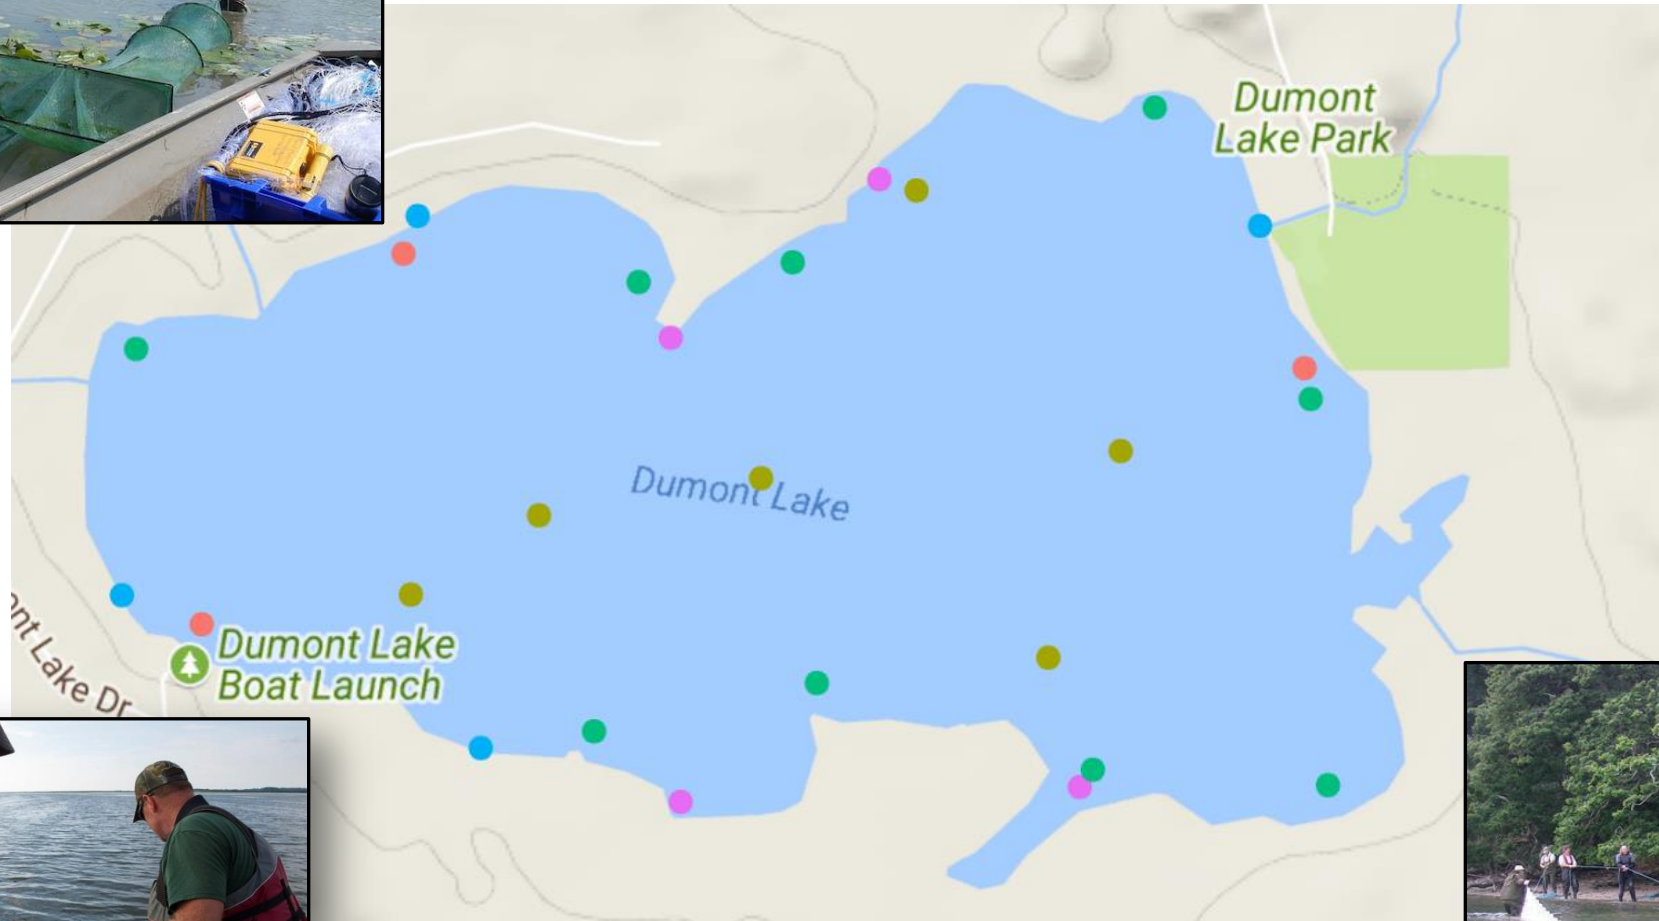 Dumont
Lake Park
Dumont Lake
Dumont Lake
Boat Launch
nt Lake Dr